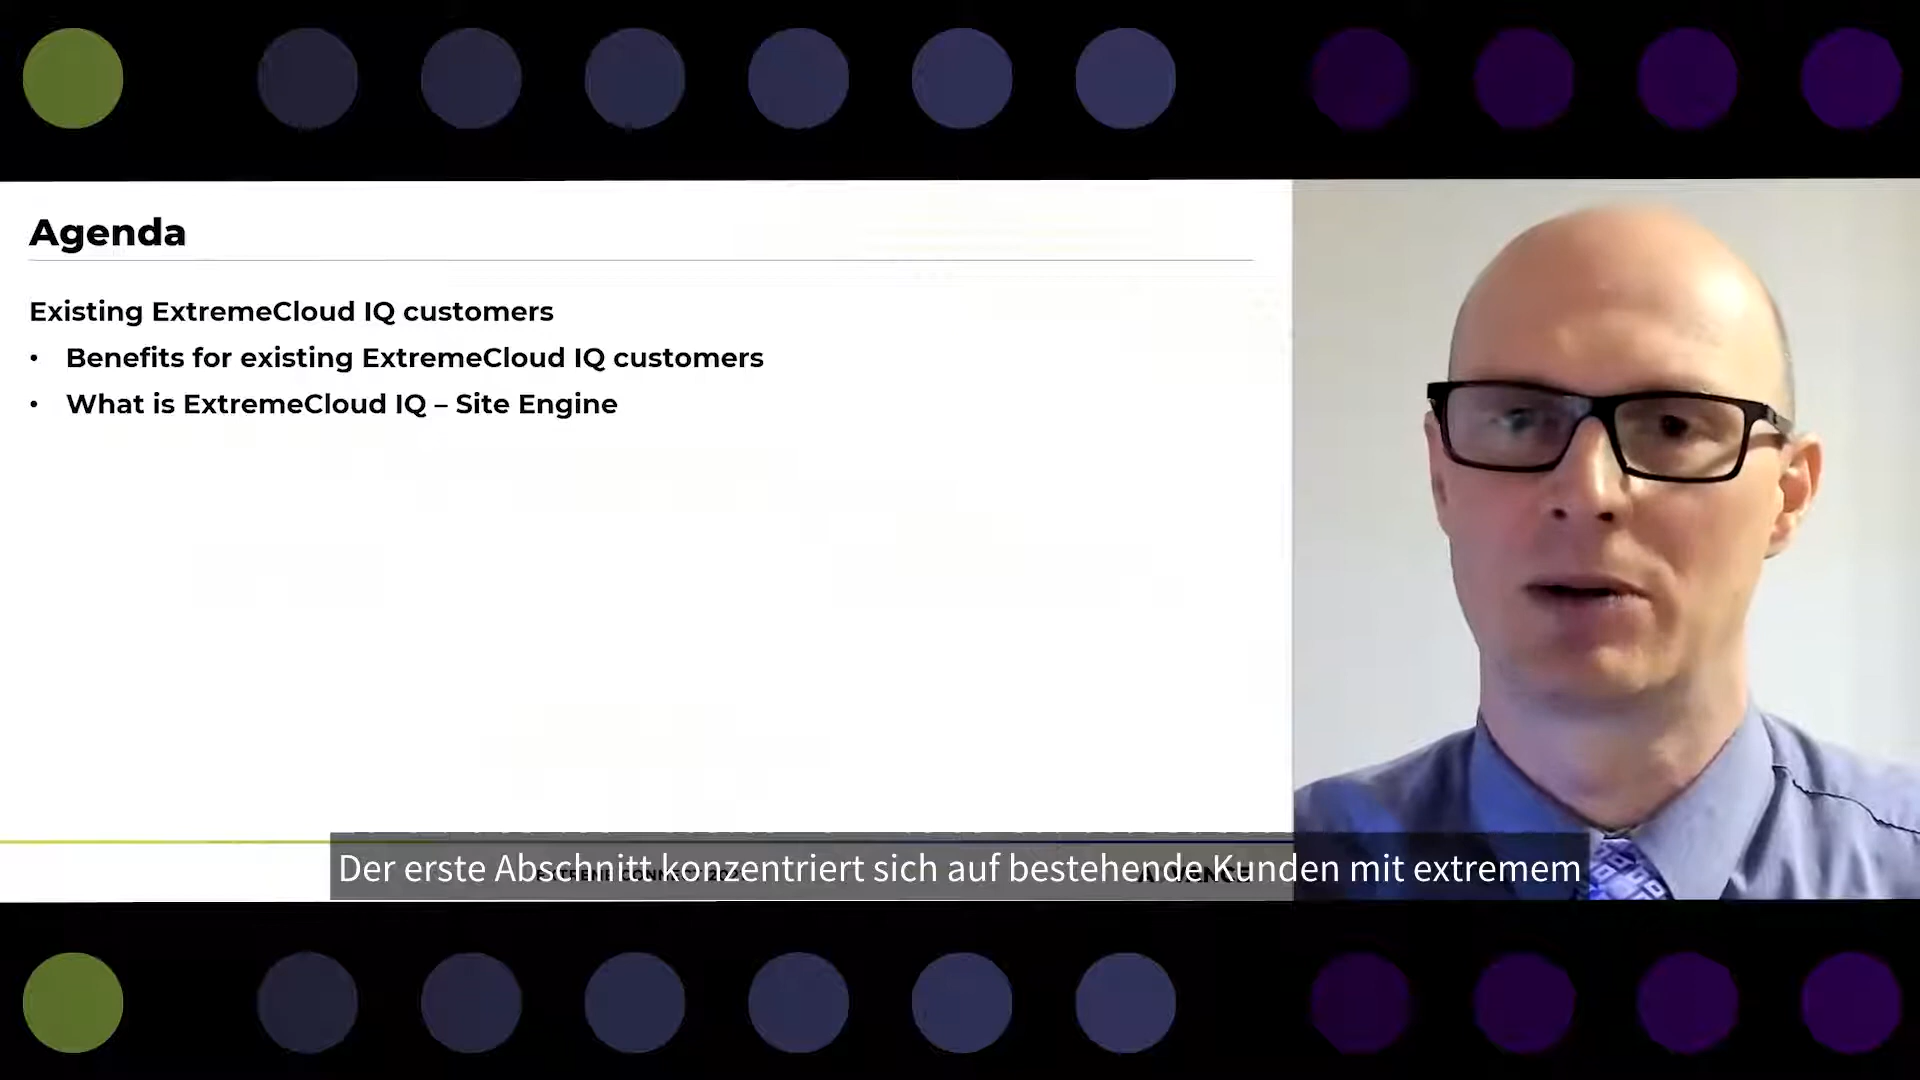 Agenda
Existing ExtremeCloud IQ customers
• Benefits for existing ExtremeCloud IQ customers
• What is ExtremeCloud IQ – Site Engine
Der erste Abschnitt konzentriert sich auf bestehende Kunden mit extremem